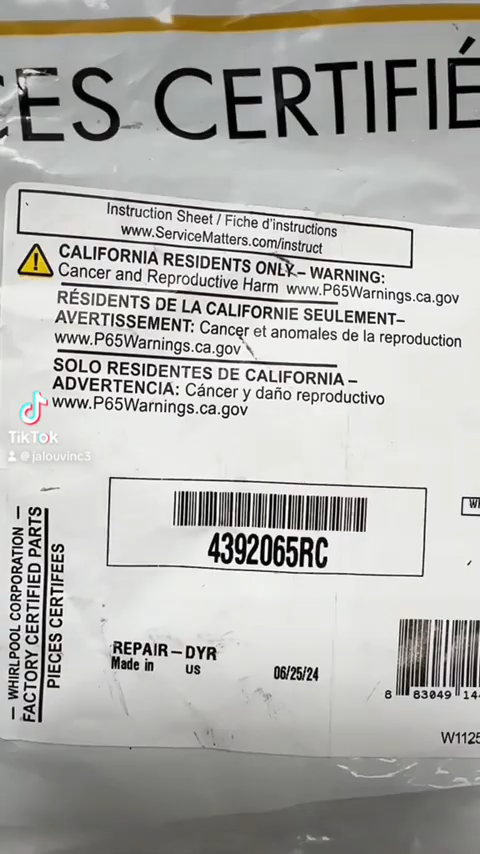 ES CERTIFIÉ
Instruction Sheet / Fiche d'instructions
www.ServiceMatters.com/instruct
CALIFORNIA RESIDENTS ONLY – WARNING:
Cancer and Reproductive Harm www.P65Warnings.ca.gov
RÉSIDENTS DE LA CALIFORNIE SEULEMENT–
AVERTISSEMENT: Cancer et anomales de la reproduction
www.P65Warnings.ca.gov
SOLO RESIDENTES DE CALIFORNIA –
ADVERTENCIA: Cáncer y daño reproductivo
www.P65Warnings.ca.gov
TikTok
@jalouvinc3
4392065RC
— WHIRLPOOL CORPORATION —
FACTORY CERTIFIED PARTS
PIECES CERTIFEES
REPAIR–DYR
Made in US
06/25/24
8 83049 14
W1125